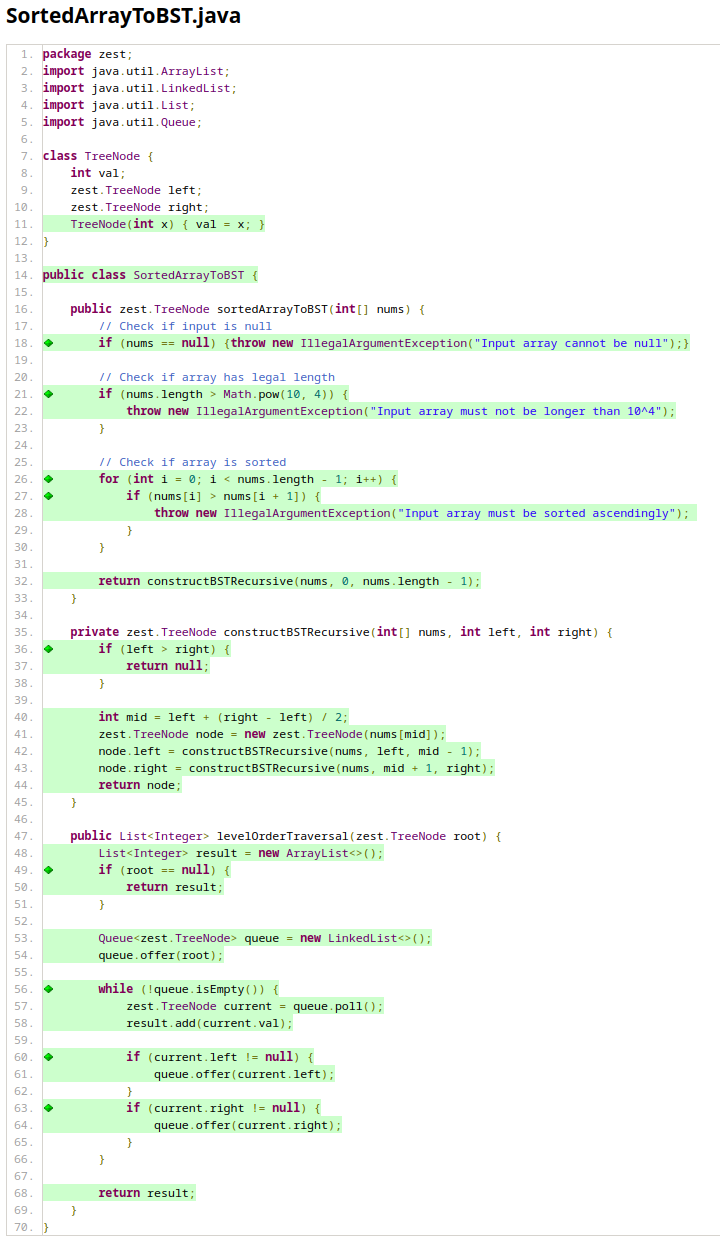 SortedArrayToBST.java
1. package zest;
2. import java.util.ArrayList;
3. import java.util.LinkedList;
4. import java.util.List;
5. import java.util.Queue;
6.
7. class TreeNode {
8.     int val;
9.     zest.TreeNode left;
10.     zest.TreeNode right;
11.     TreeNode(int x) { val = x; }
12. }
13.
14. public class SortedArrayToBST {
15.
16.     public zest.TreeNode sortedArrayToBST(int[] nums) {
17.         // Check if input is null
18.         if (nums == null) {throw new IllegalArgumentException("Input array cannot be null");}
19.
20.         // Check if array has legal length
21.         if (nums.length > Math.pow(10, 4)) {
22.             throw new IllegalArgumentException("Input array must not be longer than 10^4");
23.         }
24.
25.         // Check if array is sorted
26.         for (int i = 0; i < nums.length - 1; i++) {
27.             if (nums[i] > nums[i + 1]) {
28.                 throw new IllegalArgumentException("Input array must be sorted ascendingly");
29.             }
30.         }
31.
32.         return constructBSTRecursive(nums, 0, nums.length - 1);
33.     }
34.
35.     private zest.TreeNode constructBSTRecursive(int[] nums, int left, int right) {
36.         if (left > right) {
37.             return null;
38.         }
39.
40.         int mid = left + (right - left) / 2;
41.         zest.TreeNode node = new zest.TreeNode(nums[mid]);
42.         node.left = constructBSTRecursive(nums, left, mid - 1);
43.         node.right = constructBSTRecursive(nums, mid + 1, right);
44.         return node;
45.     }
46.
47.     public List<Integer> levelOrderTraversal(zest.TreeNode root) {
48.         List<Integer> result = new ArrayList<>();
49.         if (root == null) {
50.             return result;
51.         }
52.
53.         Queue<zest.TreeNode> queue = new LinkedList<>();
54.         queue.offer(root);
55.
56.         while (!queue.isEmpty()) {
57.             zest.TreeNode current = queue.poll();
58.             result.add(current.val);
59.
60.             if (current.left != null) {
61.                 queue.offer(current.left);
62.             }
63.             if (current.right != null) {
64.                 queue.offer(current.right);
65.             }
66.         }
67.
68.         return result;
69.     }
70. }